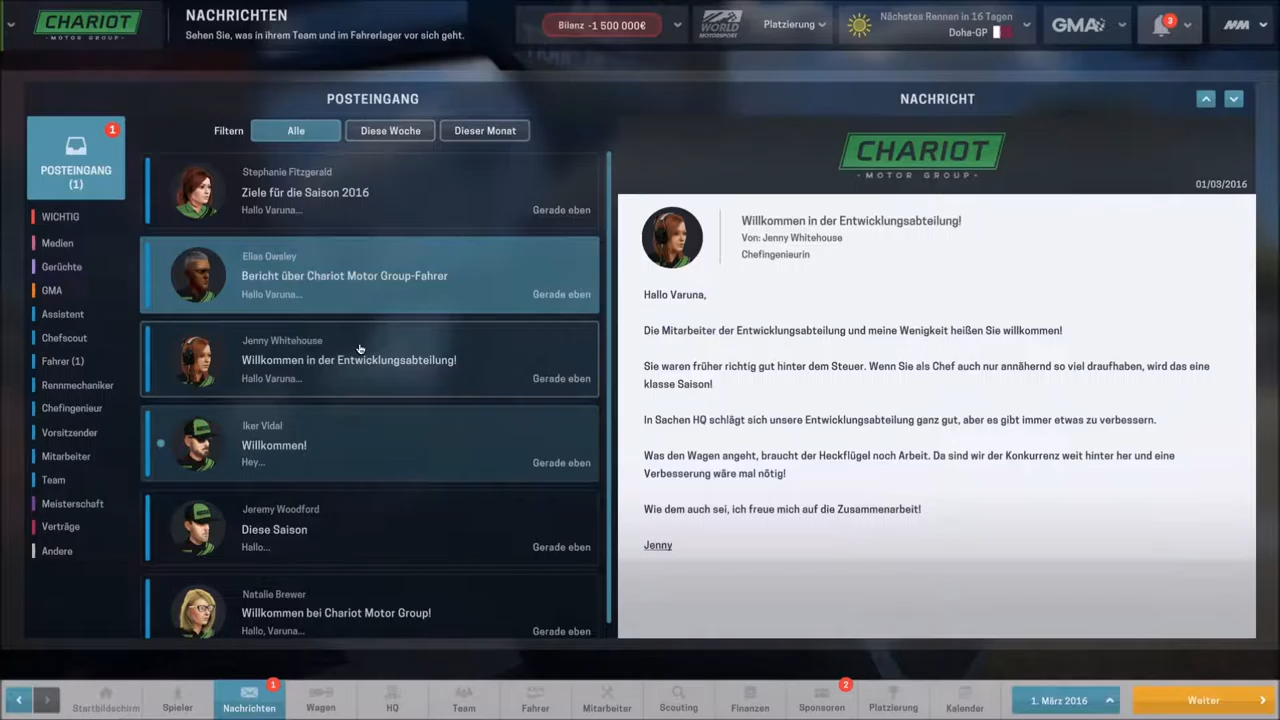 CHARIOT
MOTOR GROUP
NACHRICHTEN
Sehen Sie, was in ihrem Team und im Fahrerlager vor sich geht.
Bilanz -1 500 000€
WORLD
MOTORSPORT
Platzierung
Nächstes Rennen in 16 Tagen
Doha-GP
GMA
3
MM
POSTEINGANG
Filtern
Alle
Diese Woche
Dieser Monat
1
POSTEINGANG
(1)
WICHTIG
Medien
Gerüchte
GMA
Assistent
Chefscout
Fahrer (1)
Rennmechaniker
Chefingenieur
Vorsitzender
Mitarbeiter
Team
Meisterschaft
Verträge
Andere
Stephanie Fitzgerald
Ziele für die Saison 2016
Hallo Varuna...
Gerade eben
Elias Owsley
Bericht über Chariot Motor Group-Fahrer
Hallo Varuna...
Gerade eben
Jenny Whitehouse
Willkommen in der Entwicklungsabteilung!
Hallo Varuna...
Gerade eben
Iker Vidal
Willkommen!
Hey...
Gerade eben
Jeremy Woodford
Diese Saison
Hallo...
Gerade eben
Natalie Brewer
Willkommen bei Chariot Motor Group!
Hallo, Varuna...
Gerade eben
NACHRICHT
CHARIOT
- MOTOR GROUP -
01/03/2016
Willkommen in der Entwicklungsabteilung!
Von: Jenny Whitehouse
Chefingenieurin
Hallo Varuna,
Die Mitarbeiter der Entwicklungsabteilung und meine Wenigkeit heißen Sie willkommen!
Sie waren früher richtig gut hinter dem Steuer. Wenn Sie als Chef auch nur annähernd so viel draufhaben, wird das eine
klasse Saison!
In Sachen HQ schlägt sich unsere Entwicklungsabteilung ganz gut, aber es gibt immer etwas zu verbessern.
Was den Wagen angeht, braucht der Heckflügel noch Arbeit. Da sind wir der Konkurrenz weit hinter her und eine
Verbesserung wäre mal nötig!
Wie dem auch sei, ich freue mich auf die Zusammenarbeit!
Jenny
Startbildschirm
Spieler
1
Nachrichten
Wagen
HQ
Team
Fahrer
Mitarbeiter
Scouting
Finanzen
2
Sponsoren
Platzierung
Kalender
1. März 2016
Weiter